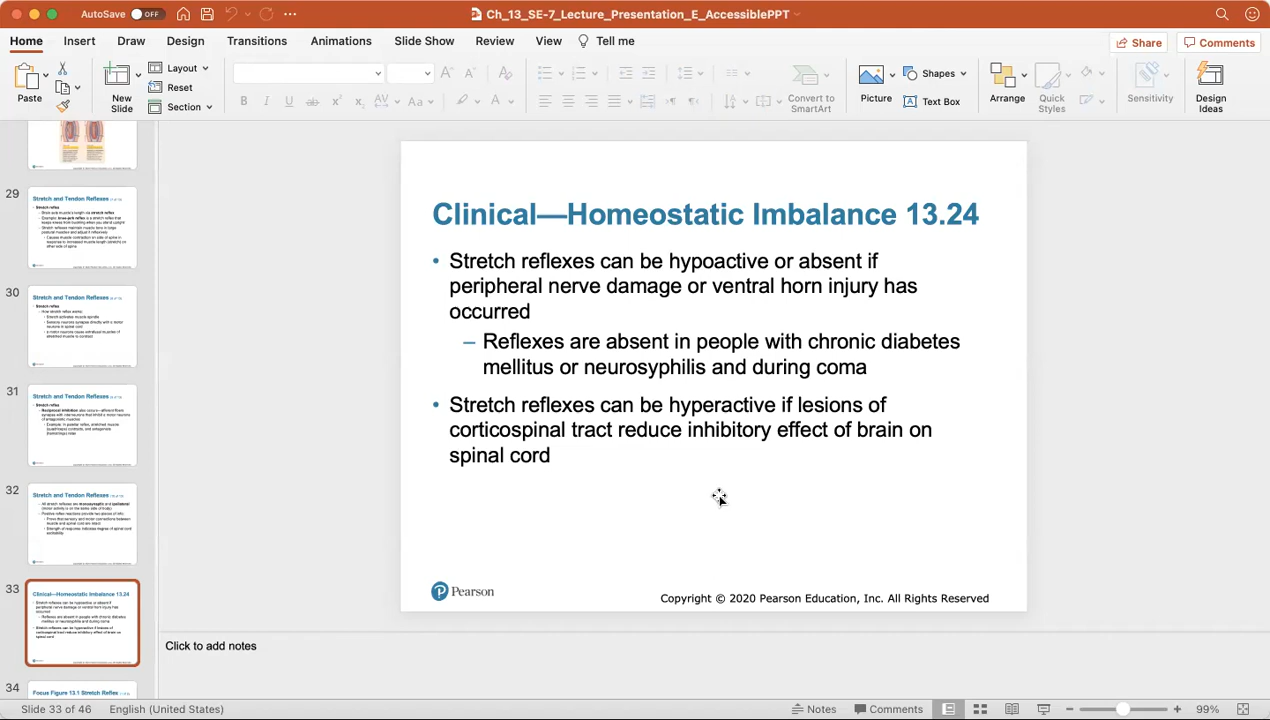 AutoSave OFF
Ch_13_SE-7_Lecture_Presentation_E_AccessiblePPT
Home Insert Draw Design Transitions Animations Slide Show Review View Tell me
Share Comments
Paste
New Slide
Layout
Reset
Section
Convert to SmartArt
Picture
Shapes
Text Box
Arrange
Quick Styles
Sensitivity
Design Ideas
29
Stretch and Tendon Reflexes
30
Stretch and Tendon Reflexes
31
Stretch and Tendon Reflexes
32
Stretch and Tendon Reflexes
33
Clinical—Homeostatic Imbalance 13.24
34
Focus Figure 13.1 Stretch Reflex
Clinical—Homeostatic Imbalance 13.24
• Stretch reflexes can be hypoactive or absent if
peripheral nerve damage or ventral horn injury has
occurred
– Reflexes are absent in people with chronic diabetes
mellitus or neurosyphilis and during coma
• Stretch reflexes can be hyperactive if lesions of
corticospinal tract reduce inhibitory effect of brain on
spinal cord
Pearson
Copyright © 2020 Pearson Education, Inc. All Rights Reserved
Click to add notes
Slide 33 of 46 English (United States)
Notes Comments 99%